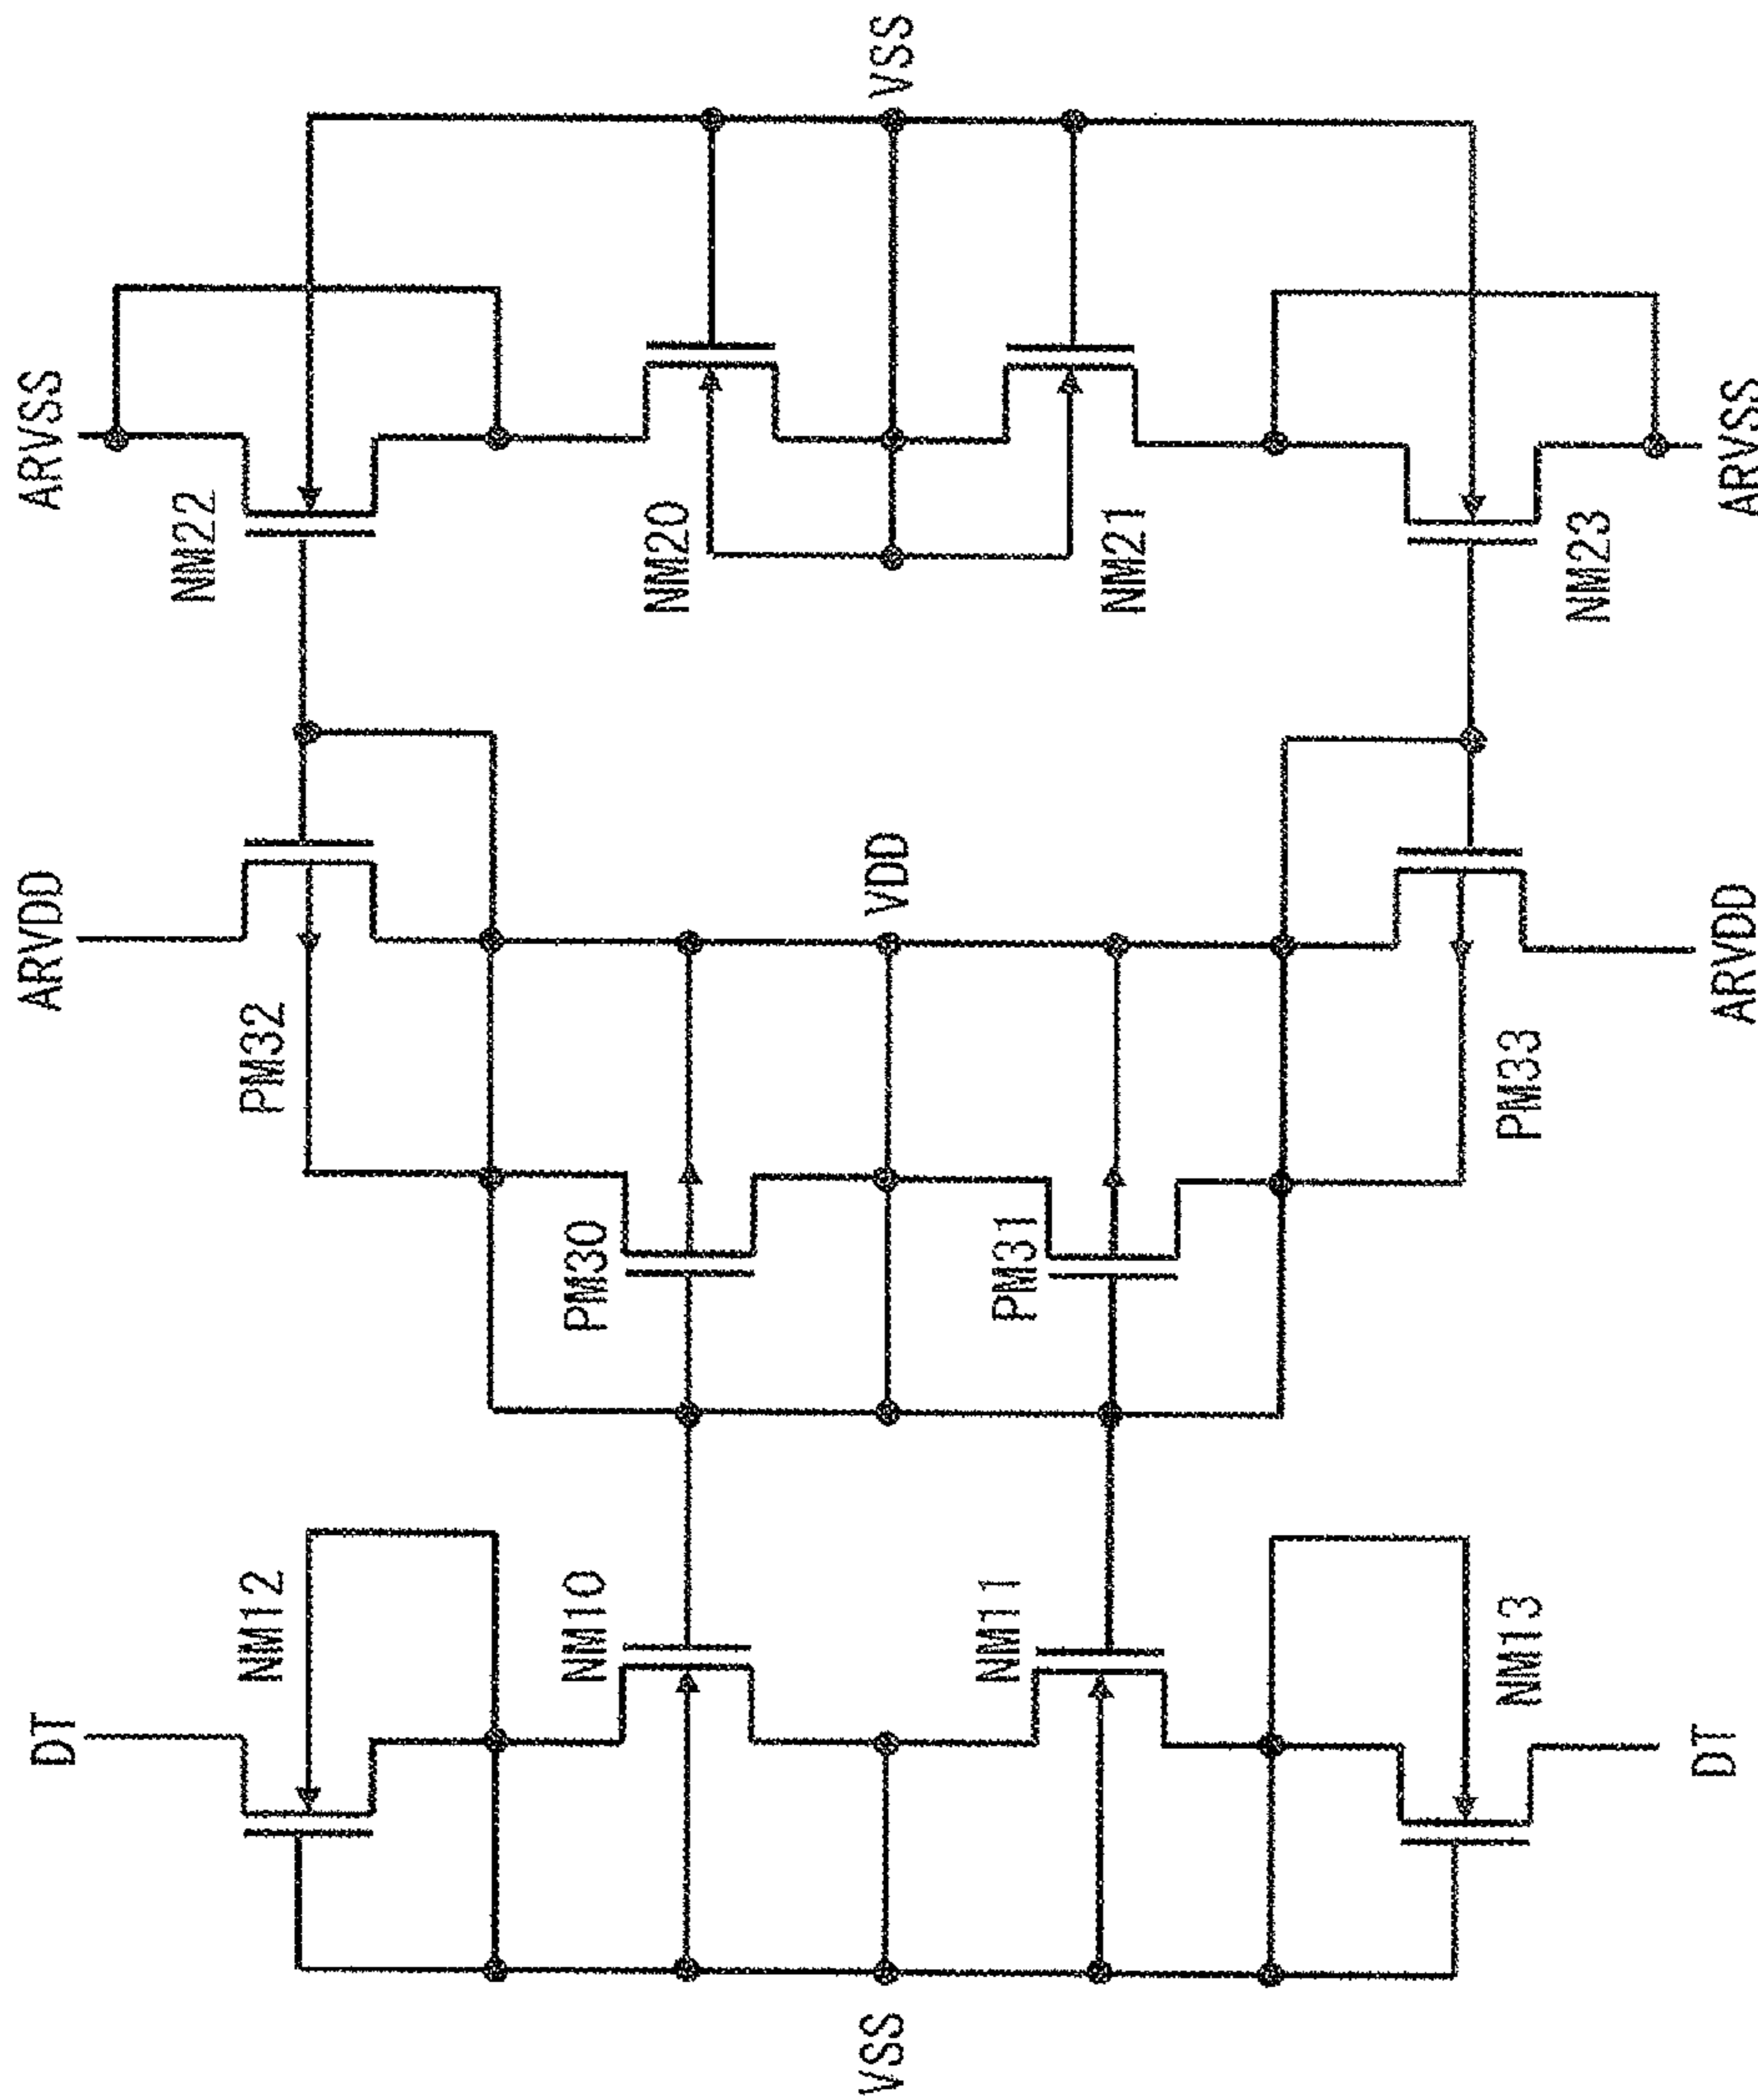 VSS
ARVSS
ARVSS
NM22
NM20
NM21
NM23
ARVDD
VDD
ARVDD
PM32
PM30
PM31
PM33
NM12
NM10
NM11
NM13
DT
DT
VSS